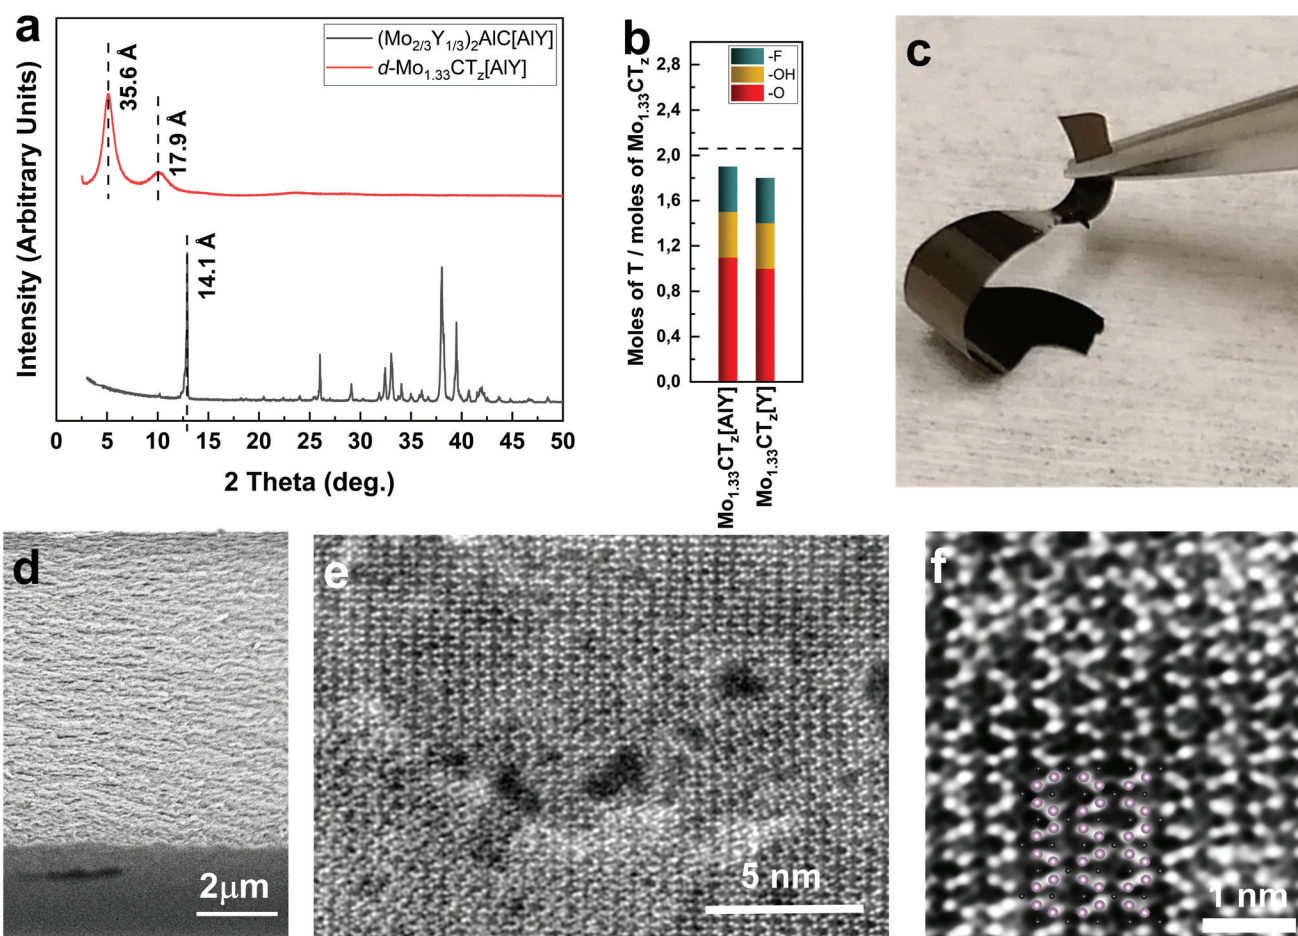 a
Intensity (Arbitrary Units)
35.6 Å
17.9 Å
14.1 Å
(Mo2/3Y1/3)2AlC[AlY]
d-Mo1.33CTz[AlY]
0 5 10 15 20 25 30 35 40 45 50
2 Theta (deg.)
b
Moles of T / moles of Mo1.33CTz
2,8
2,4
2,0
1,6
1,2
0,8
0,4
0,0
-F
-OH
-O
Mo1.33CTz[AlY]
Mo1.33CTz[Y]
c
d
2μm
e
5 nm
f
1 nm